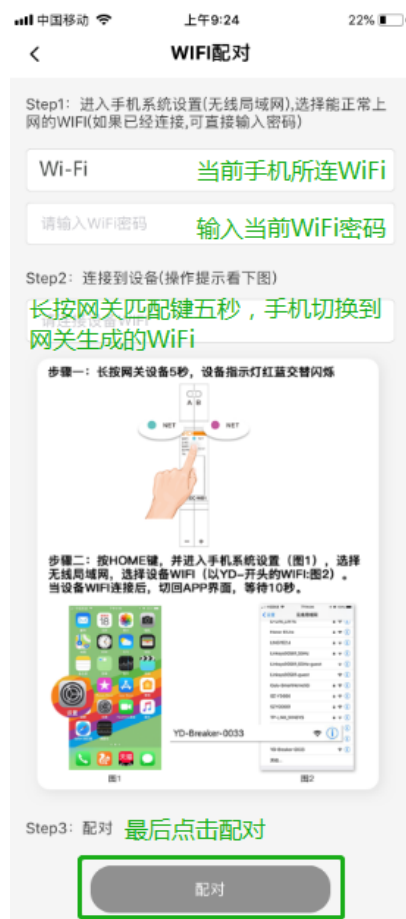 中国移动 上午9:24 22%
WIFI配对
Step1：进入手机系统设置(无线局域网),选择能正常上
网的WIFI(如果已经连接,可直接输入密码)
Wi-Fi 当前手机所连WiFi
请输入WiFi密码 输入当前WiFi密码
Step2：连接到设备(操作提示看下图)
长按网关匹配键五秒，手机切换到
网关生成的WiFi
步骤一：长按网关设备5秒，设备指示灯红蓝交替闪烁
A B
NET NET
步骤二：按HOME键，并进入手机系统设置（图1），选择
无线局域网，选择设备WIFI（以YD-开头的WIFI:图2）。
当设备WIFI连接后，切回APP界面，等待10秒。
设置
YD-Breaker-0033
图1 图2
Step3：配对 最后点击配对
配对